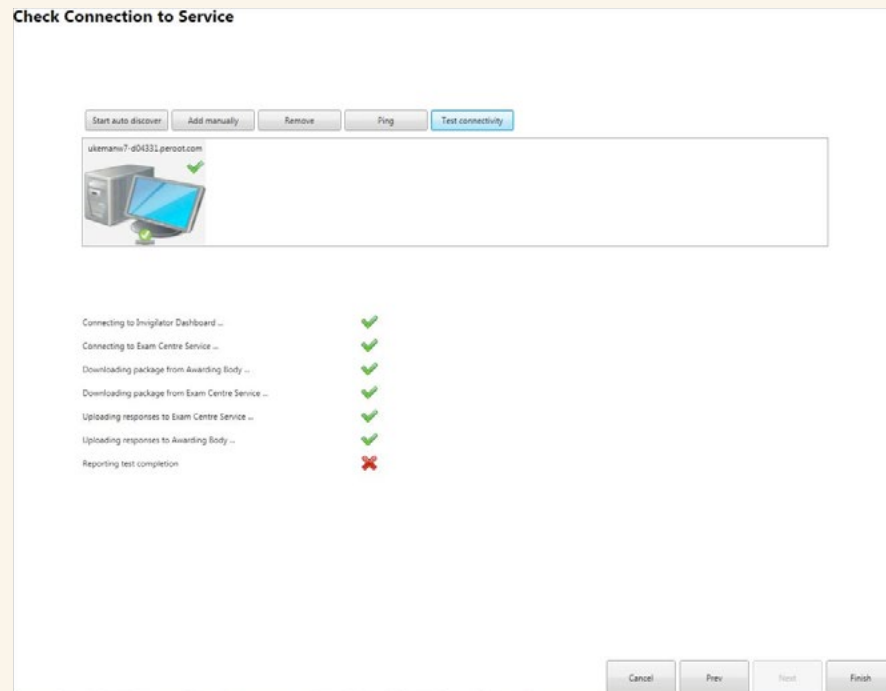 Check Connection to Service
Start auto discover Add manually Remove Ping Test connectivity
ukemanw7-d04331.peroot.com
Connecting to Invigilator Dashboard ...
Connecting to Exam Centre Service ...
Downloading package from Awarding Body ...
Downloading package from Exam Centre Service ...
Uploading responses to Exam Centre Service ...
Uploading responses to Awarding Body ...
Reporting test completion
Cancel Prev Next Finish